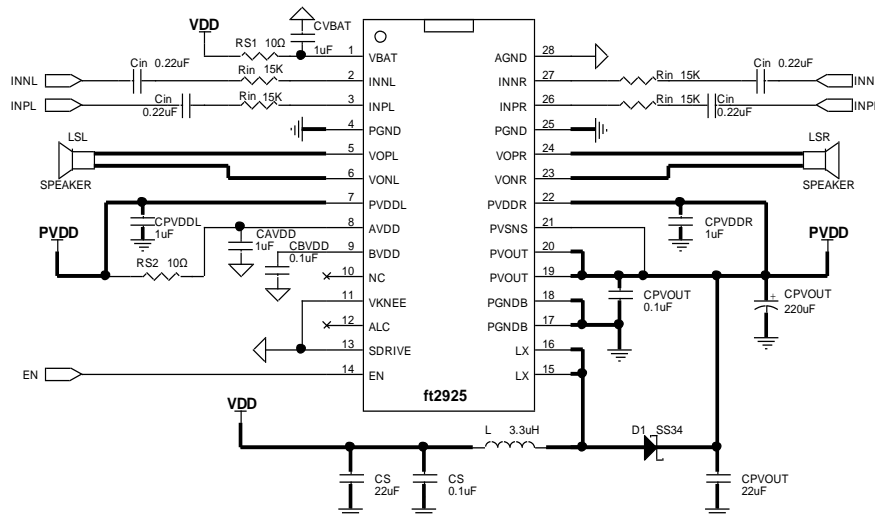 VDD
RS1 10Ω
CVBAT
1uF
1 VBAT
AGND 28
INNL
Cin 0.22uF
Rin 15K
2 INNL
INNR 27
Rin 15K
Cin 0.22uF
INN
INPL
Cin
0.22uF
Rin 15K
3 INPL
INPR 26
Rin 15K
Cin
0.22uF
4 PGND
PGND 25
LSL
SPEAKER
5 VOPL
VOPR 24
LSR
SPEAKER
6 VONL
VONR 23
7 PVDDL
PVDDR 22
CPVDDL
1uF
CPVDDR
1uF
PVDD
RS2 10Ω
CAVDD
1uF
8 AVDD
PVSNS 21
CBVDD
0.1uF
9 BVDD
PVOUT 20
PVDD
10 NC
PVOUT 19
11 VKNEE
PGNDB 18
CPVOUT
0.1uF
+ CPVOUT
220uF
12 ALC
PGNDB 17
13 SDRIVE
LX 16
EN
14 EN
LX 15
ft2925
VDD
L 3.3uH
D1 SS34
CS
22uF
CS
0.1uF
CPVOUT
22uF